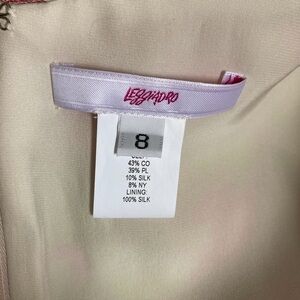 LEGGIADRO
8
43% CO
39% PL
10% SILK
8% NY
LINING:
100% SILK